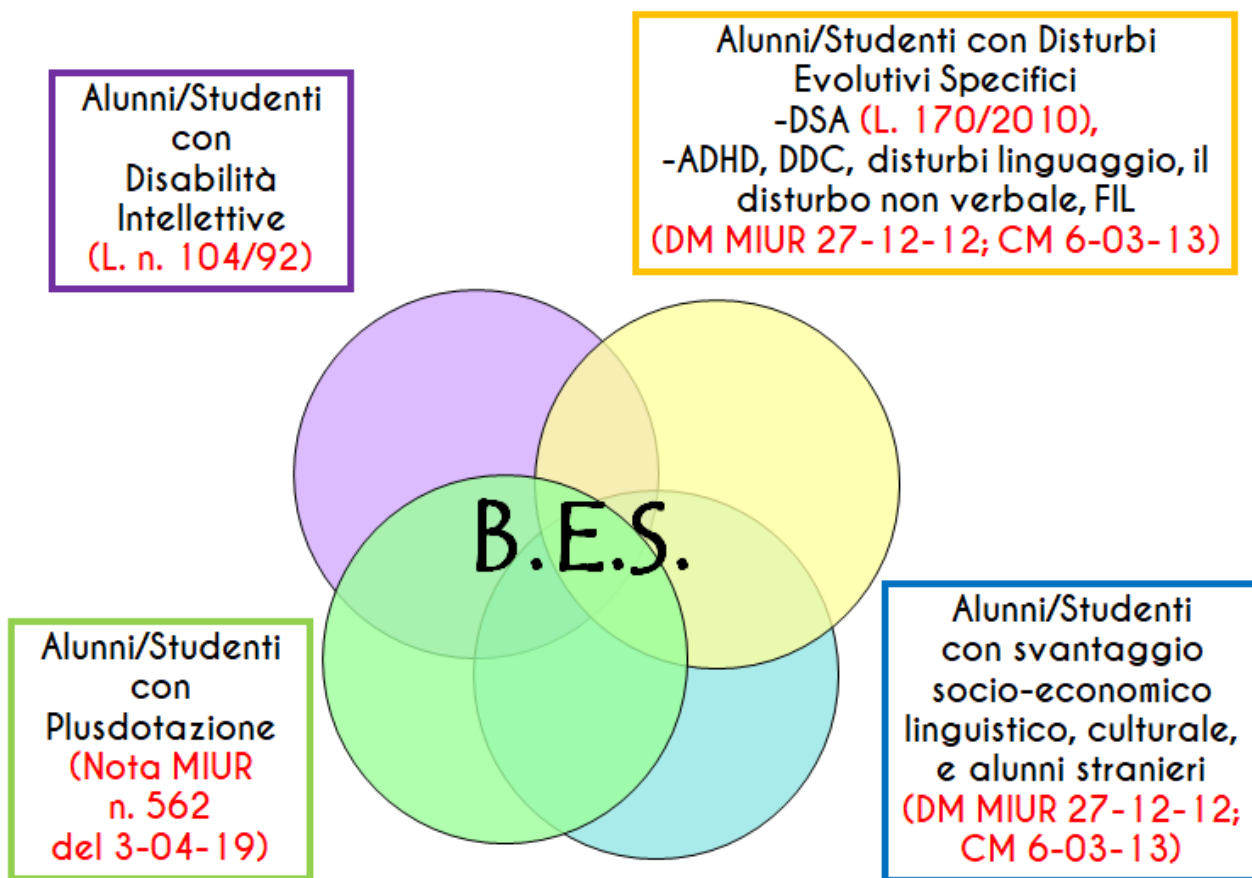 Alunni/Studenti
con
Disabilità
Intellettive
(L. n. 104/92)
Alunni/Studenti con Disturbi
Evolutivi Specifici
-DSA (L. 170/2010),
-ADHD, DDC, disturbi linguaggio, il
disturbo non verbale, FIL
(DM MIUR 27-12-12; CM 6-03-13)
B.E.S.
Alunni/Studenti
con
Plusdotazione
(Nota MIUR
n. 562
del 3-04-19)
Alunni/Studenti
con svantaggio
socio-economico
linguistico, culturale,
e alunni stranieri
(DM MIUR 27-12-12;
CM 6-03-13)